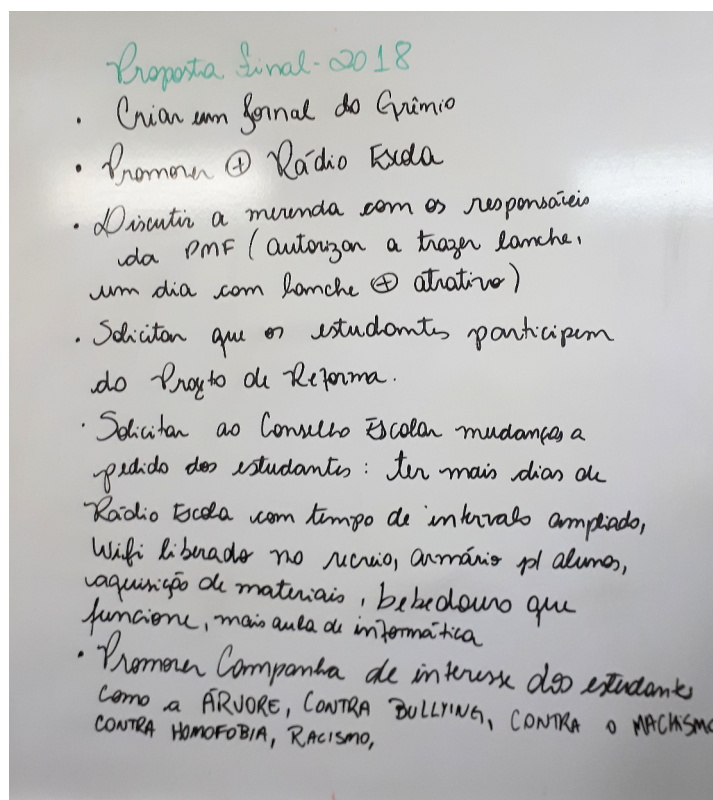 Proposta Final - 2018
• Criar um Jornal do Grêmio
• Promover ⊕ Rádio Escola
• Discutir a merenda com os responsáveis
da PMF (autorizar a trazer lanche,
um dia com lanche ⊕ atrativo)
• Solicitar que os estudantes participem
do Projeto de Reforma.
• Solicitar ao Conselho Escolar mudanças a
pedido dos estudantes: ter mais dias de
Rádio Escola com tempo de intervalo ampliado,
Wifi liberado no recreio, armário p/ alunos,
aquisição de materiais, bebedouro que
funcione, mais aula de informática
• Promover Campanha de interesse dos estudantes
como a ÁRVORE, CONTRA BULLYING, CONTRA O MACHISMO
CONTRA HOMOFOBIA, RACISMO,